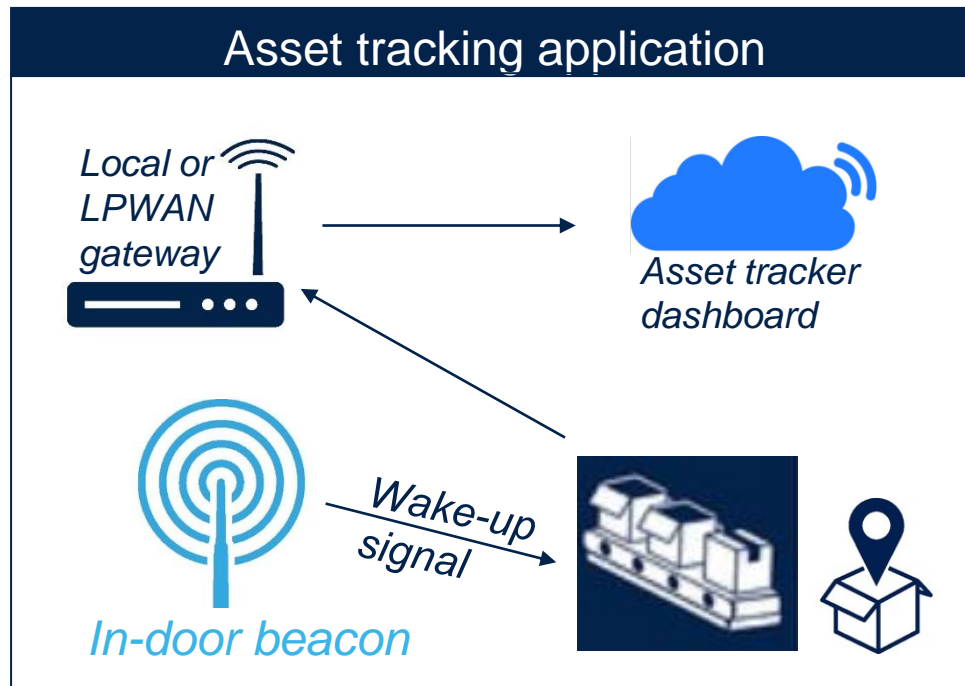 Asset tracking application
Local or
LPWAN
gateway
Asset tracker
dashboard
Wake-up
signal
In-door beacon